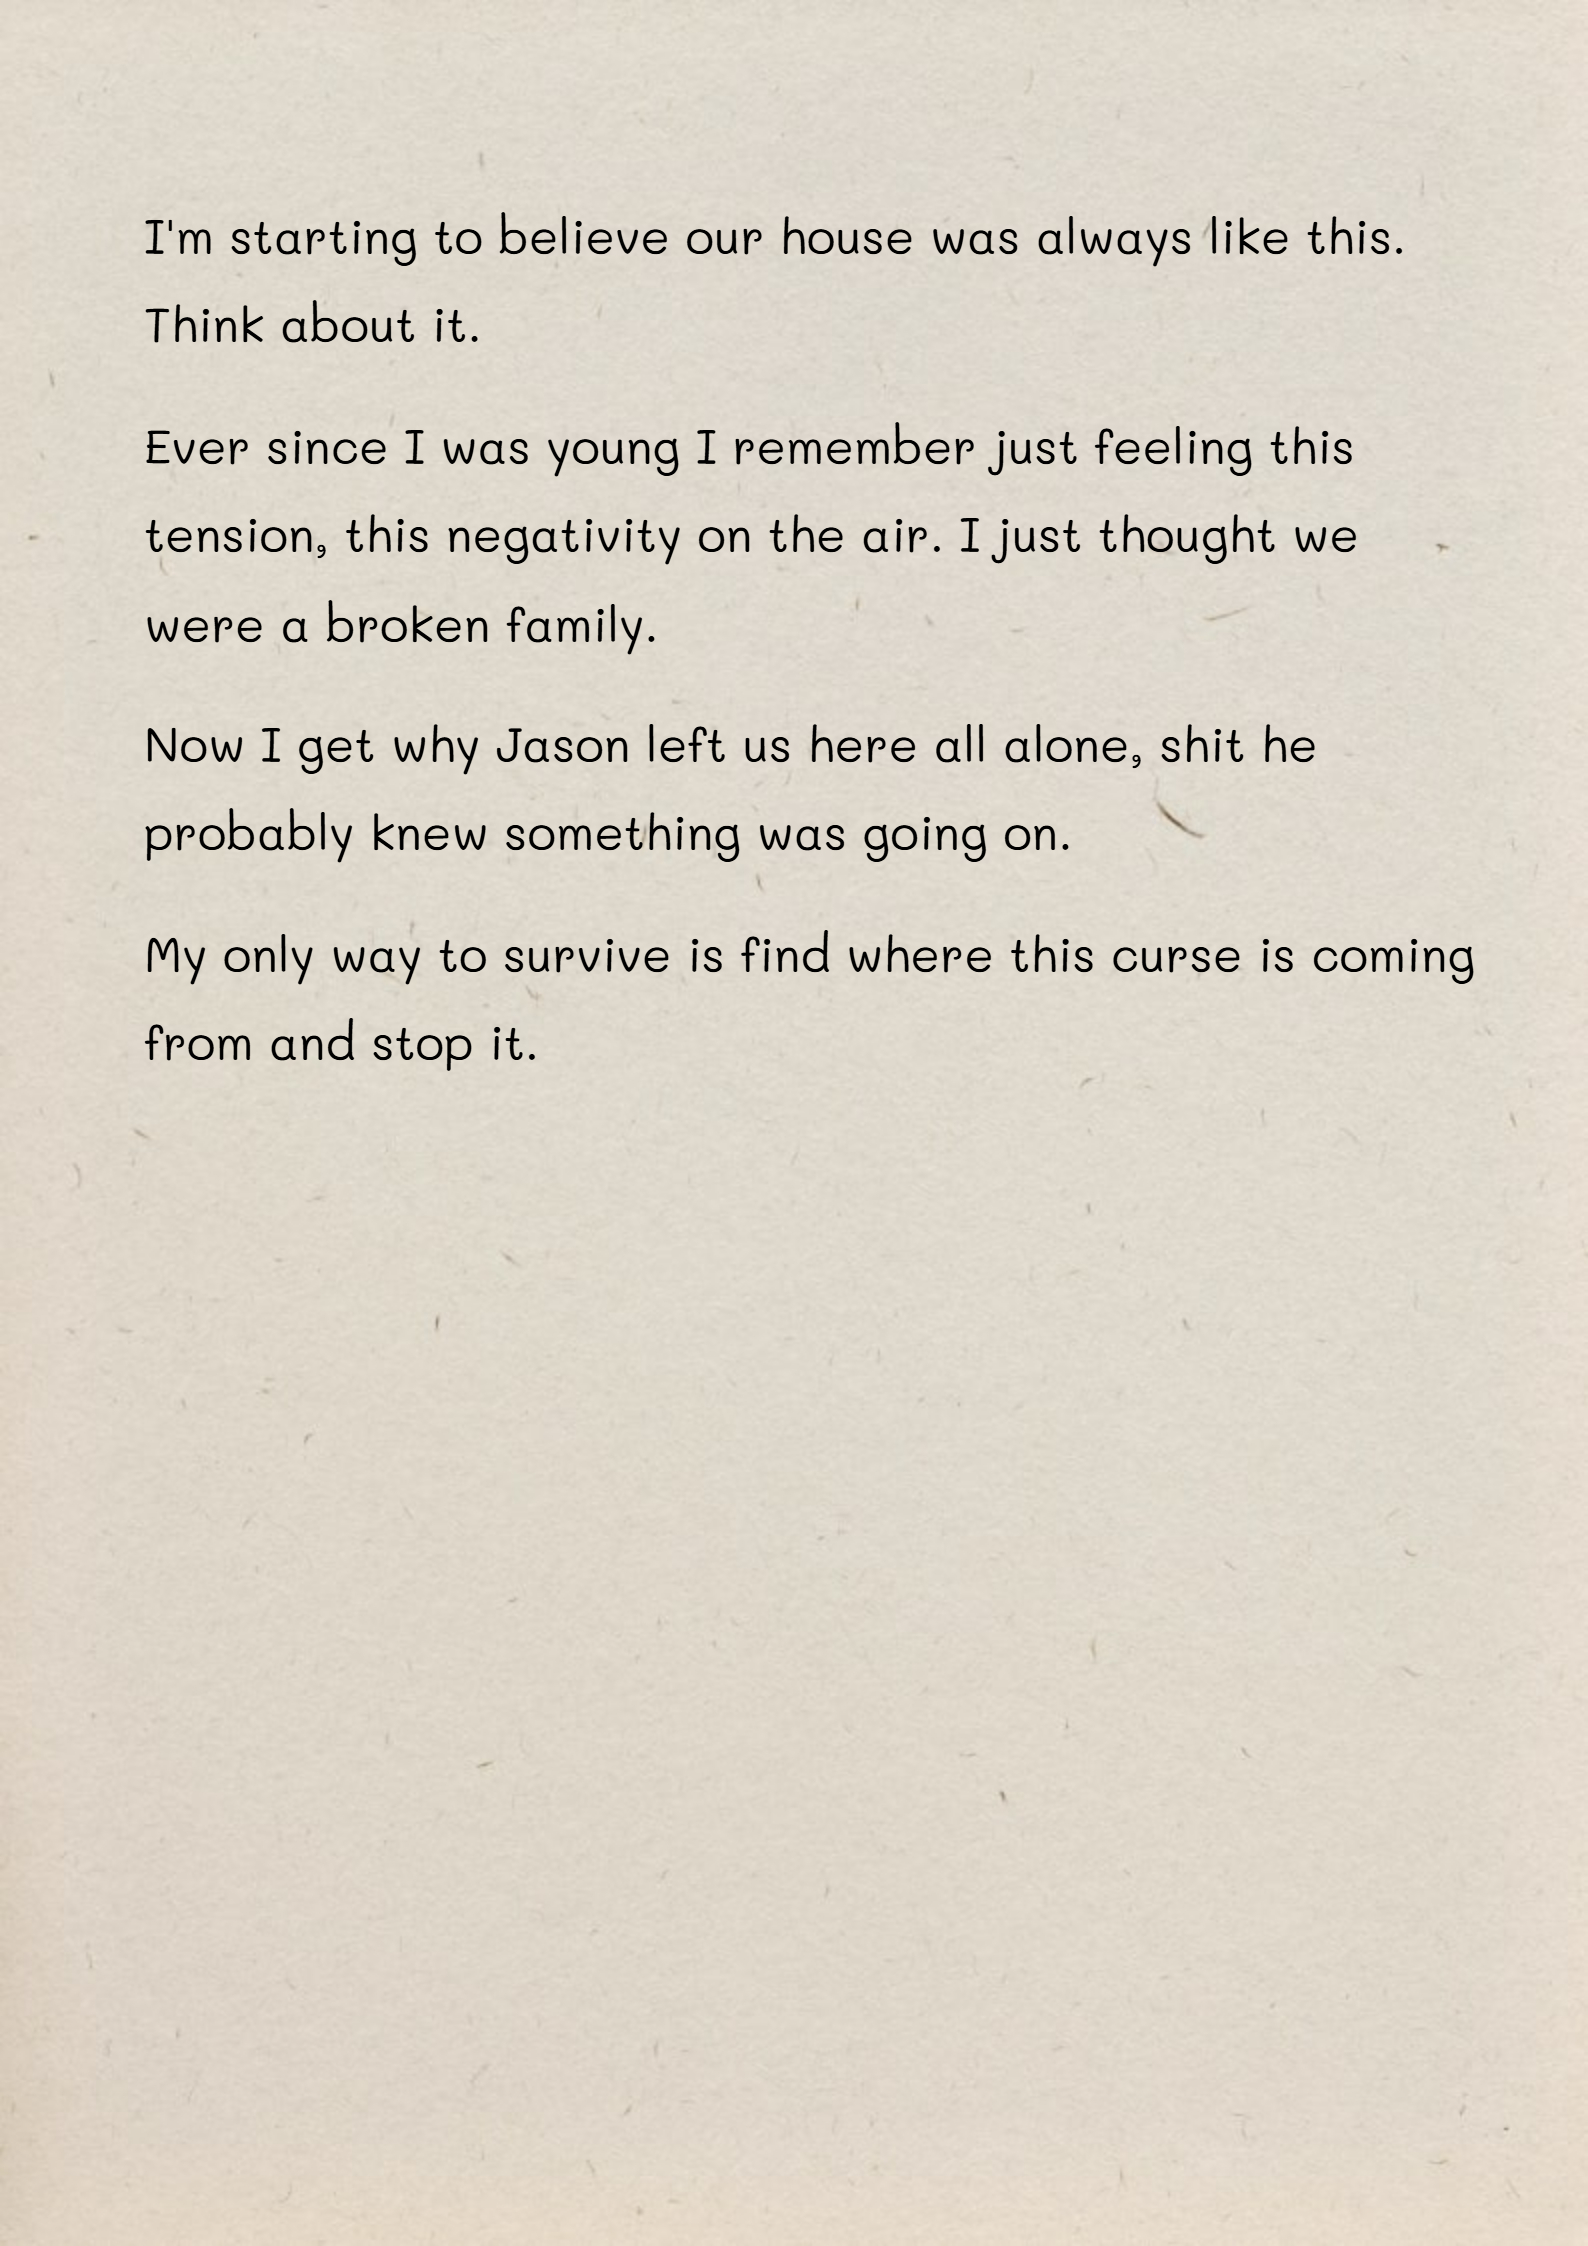 I'm starting to believe our house was always like this.
Think about it.
Ever since I was young I remember just feeling this
tension, this negativity on the air. I just thought we
were a broken family.
Now I get why Jason left us here all alone, shit he
probably knew something was going on.
My only way to survive is find where this curse is coming
from and stop it.